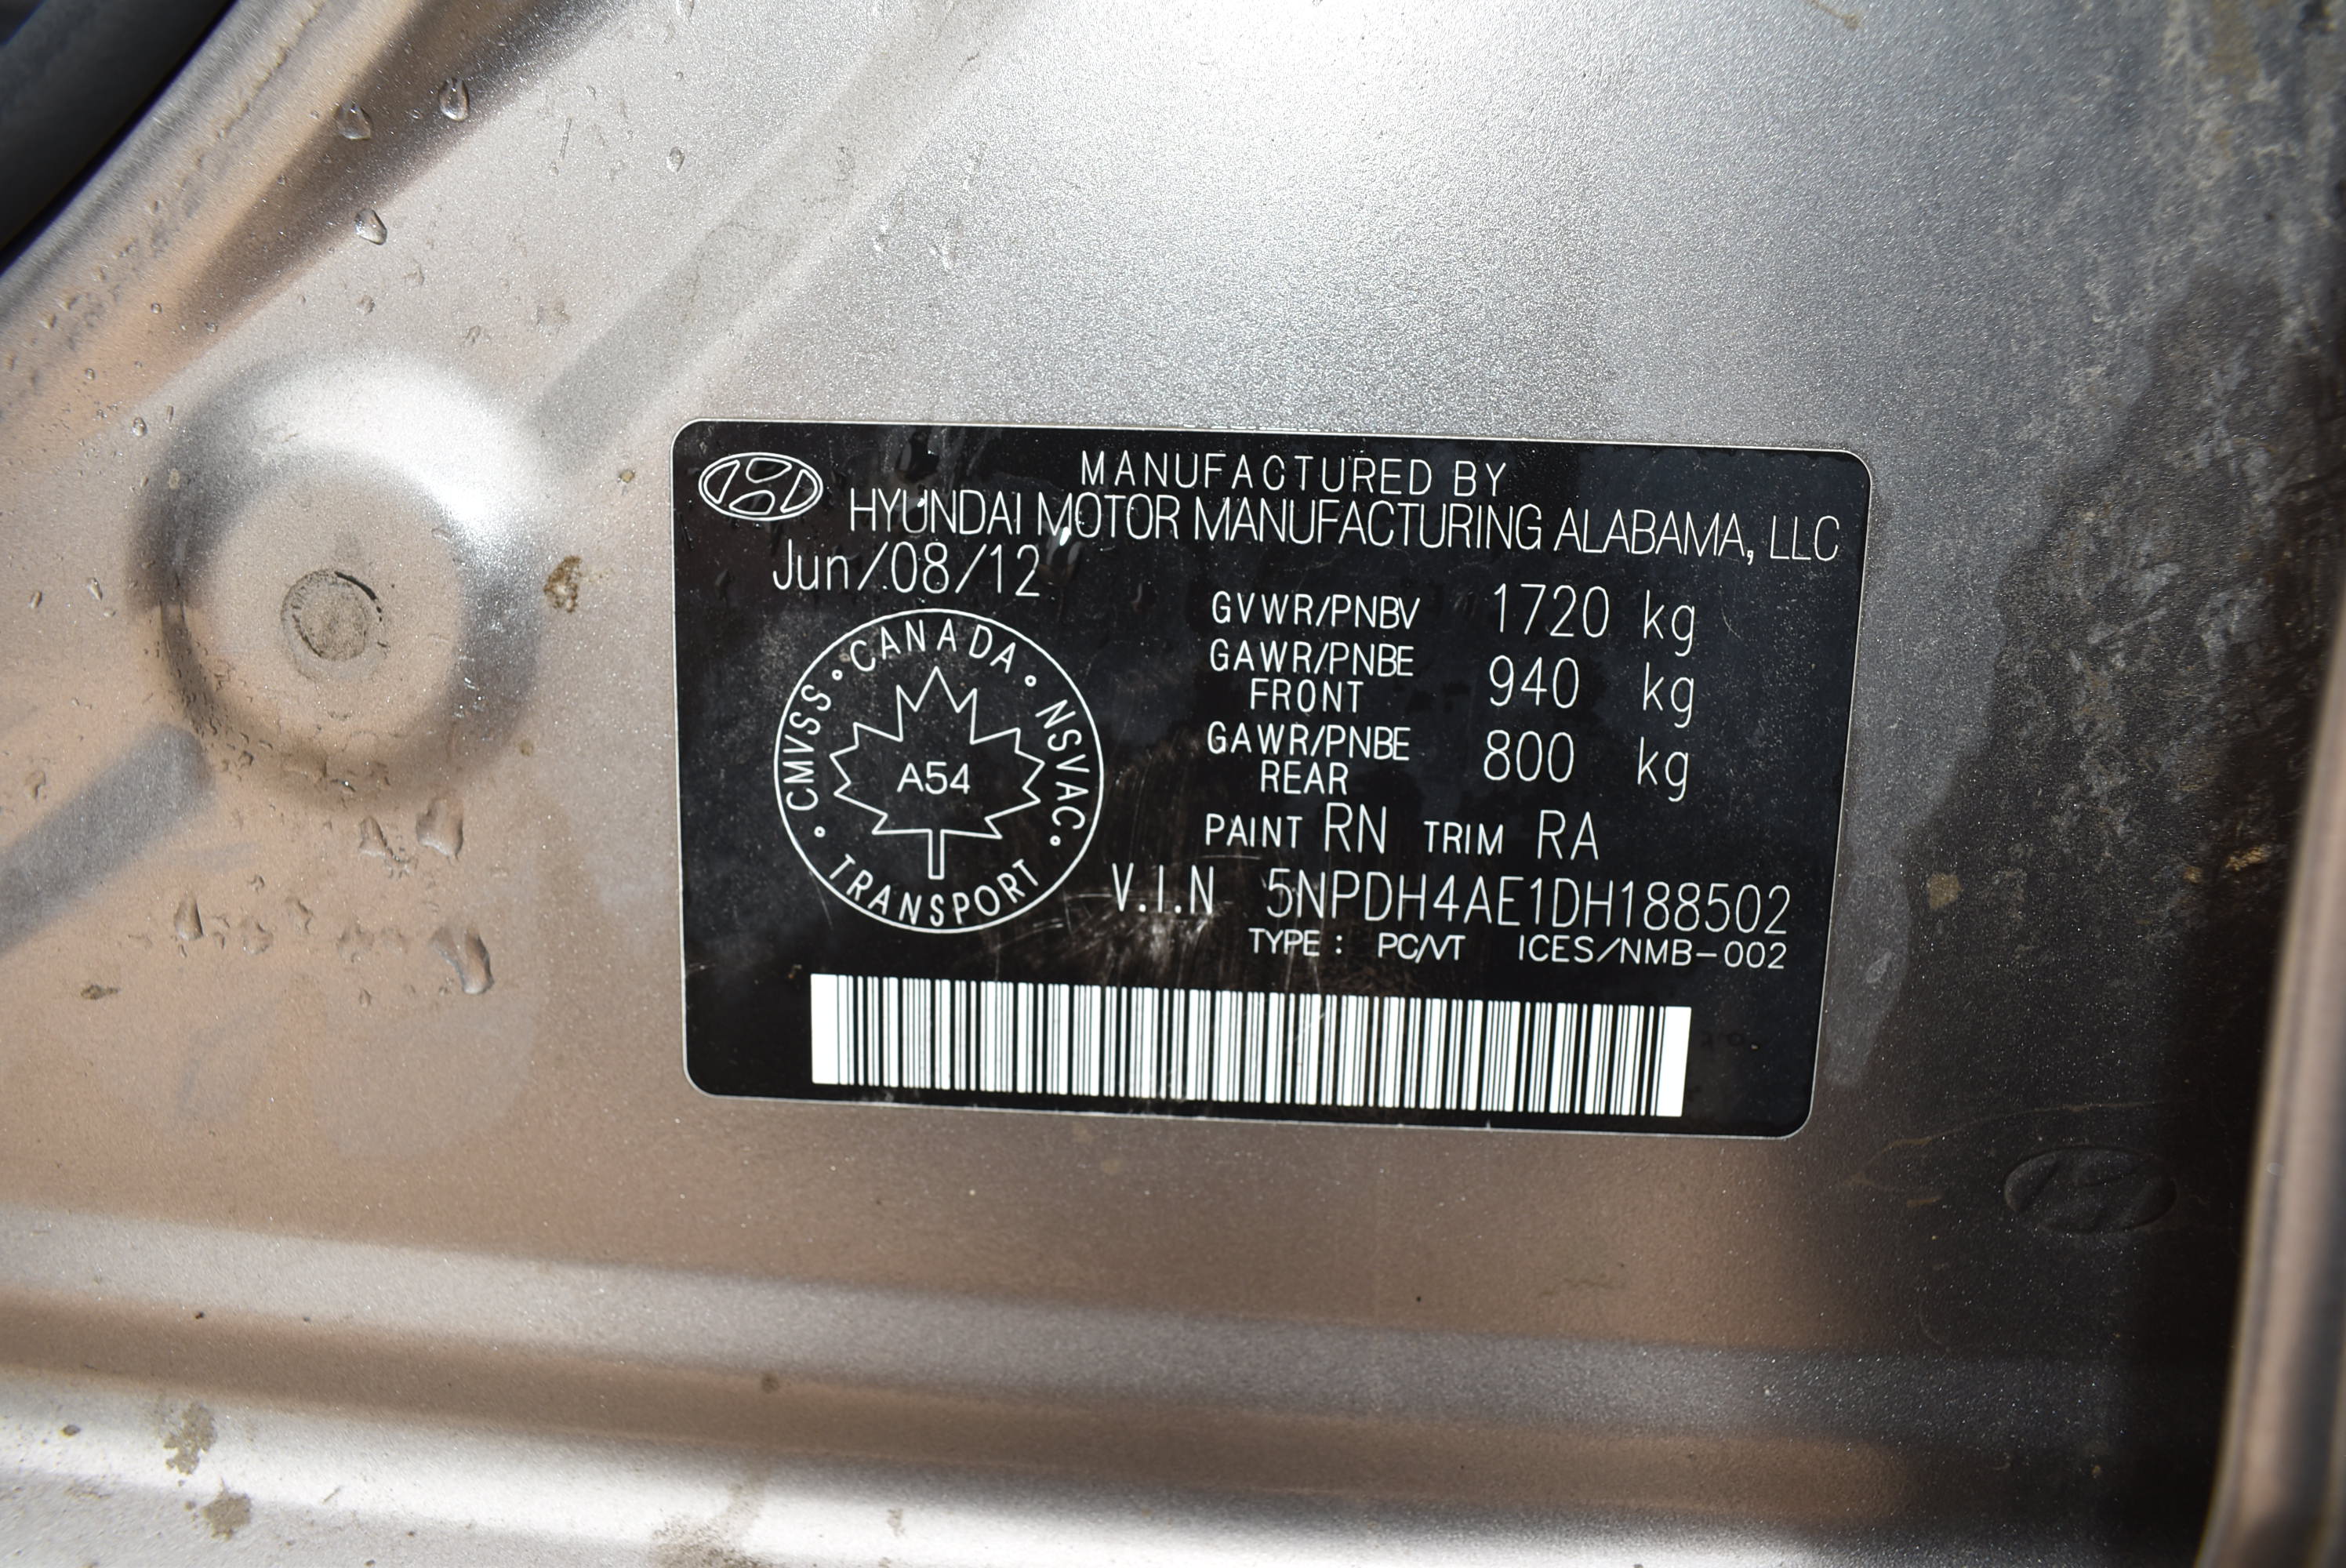 MANUFACTURED BY
HYUNDAI MOTOR MANUFACTURING ALABAMA, LLC
Jun/08/12
GVWR/PNBV 1720 kg
GAWR/PNBE FRONT 940 kg
GAWR/PNBE REAR 800 kg
CANADA · NSVAC · TRANSPORT · CMVSS ·
A54
PAINT RN TRIM RA
V.I.N 5NPDH4AE1DH188502
TYPE : PC/VT ICES/NMB-002